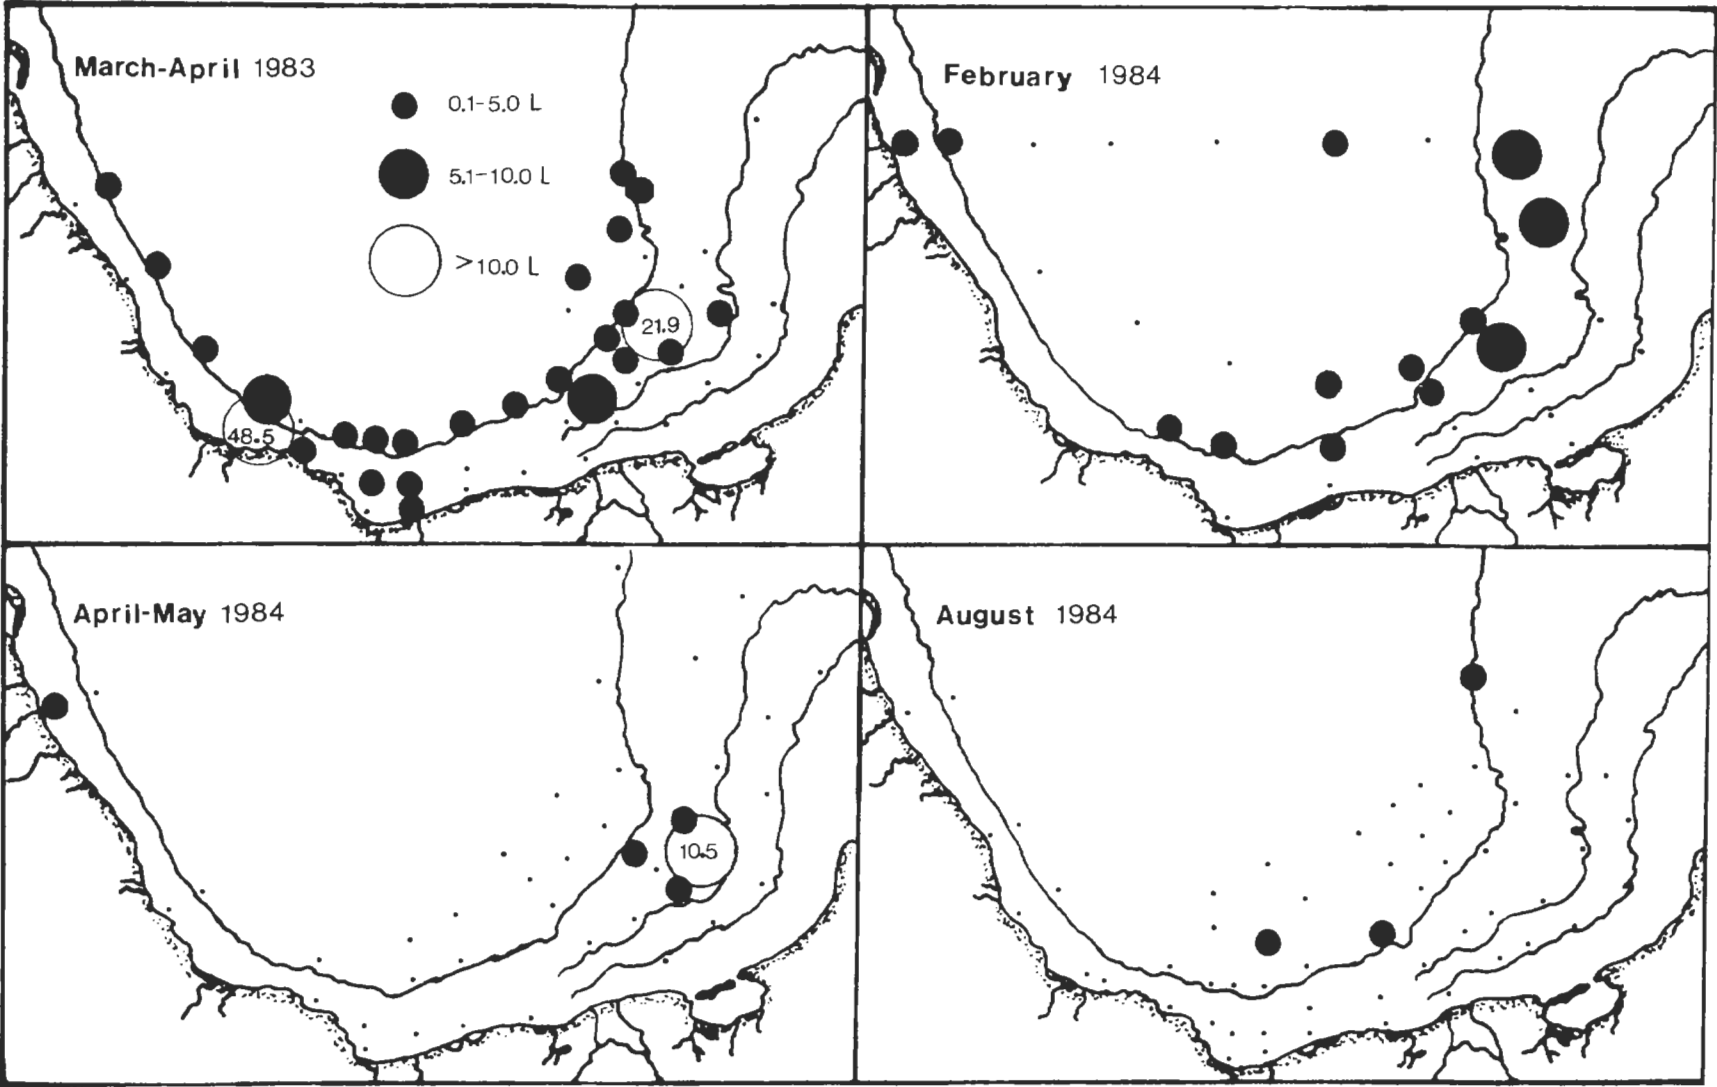 March-April 1983
0.1-5.0 L
5.1-10.0 L
>10.0 L
21.9
48.5
February 1984
April-May 1984
10.5
August 1984